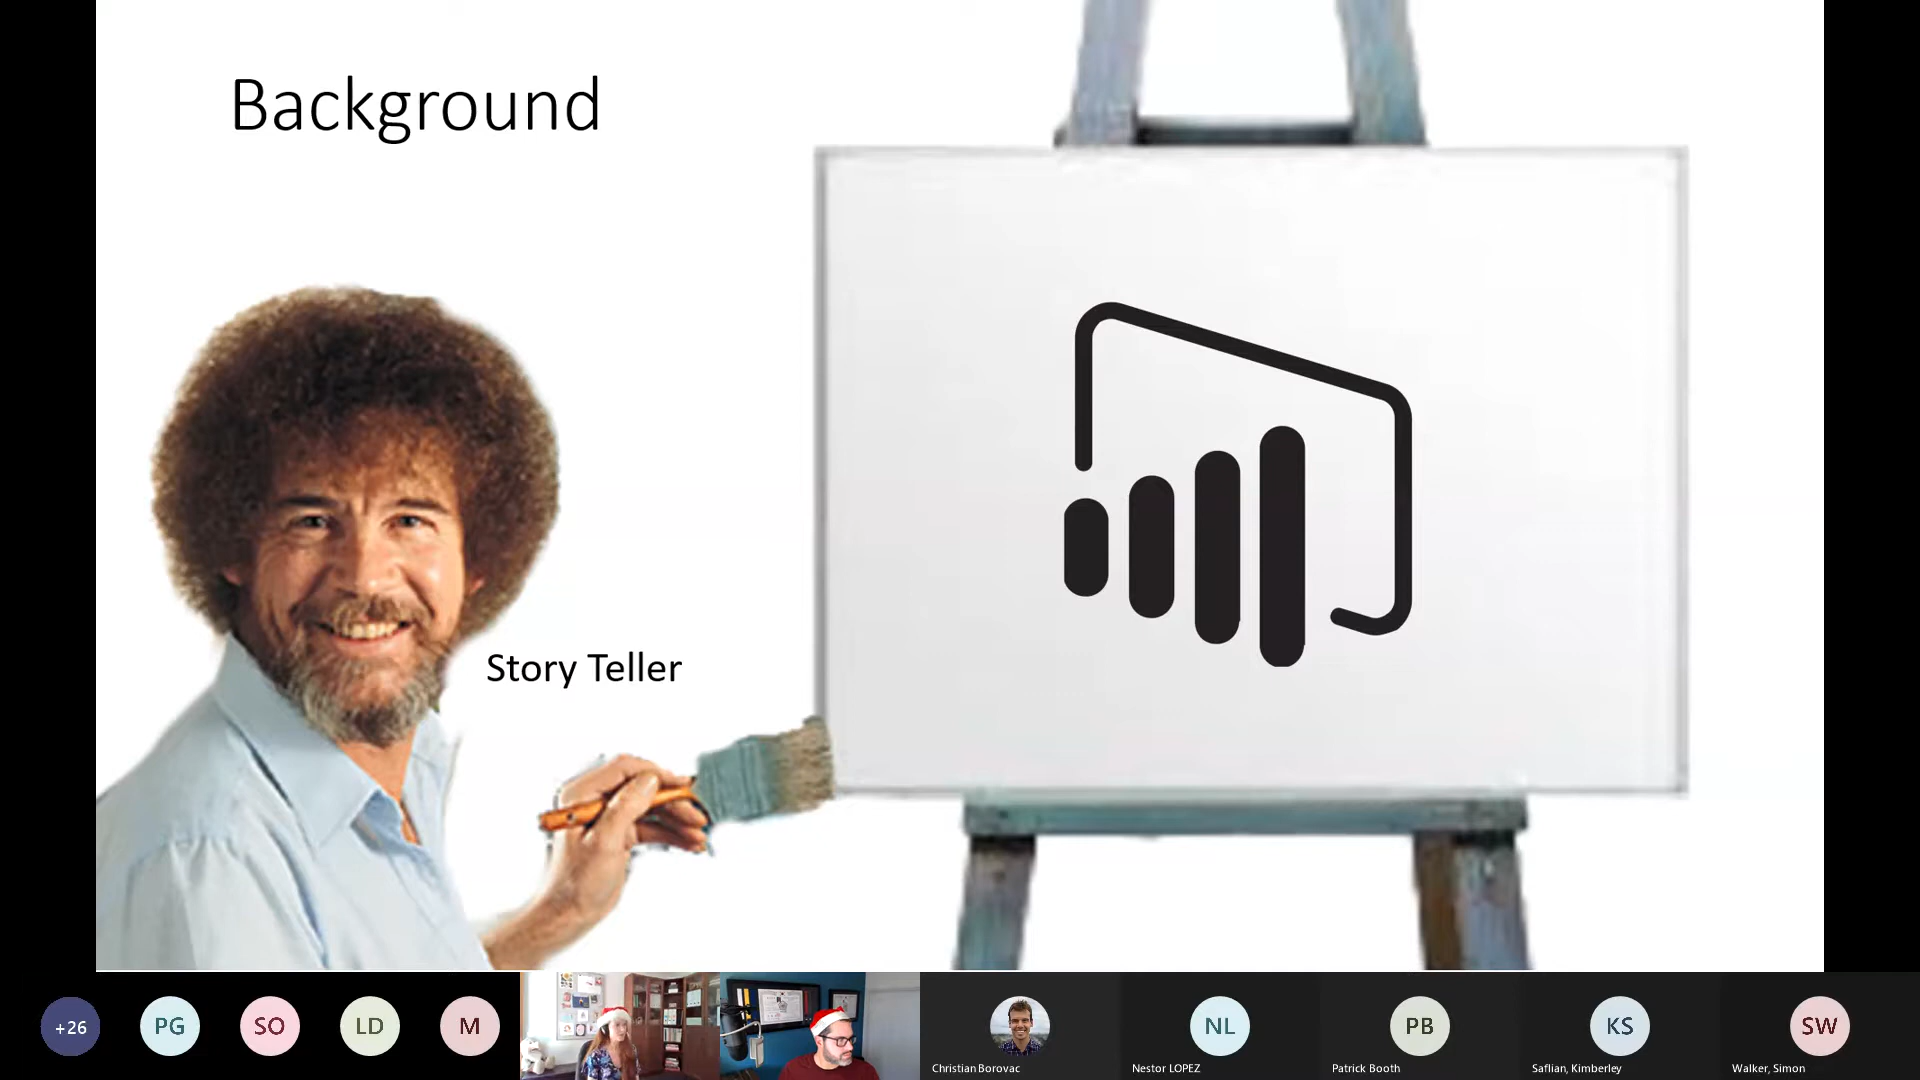 Background
Story Teller
+26
PG
SO
LD
M
NL
PB
KS
SW
Christian Borovac
Nestor LOPEZ
Patrick Booth
Saflian, Kimberley
Walker, Simon